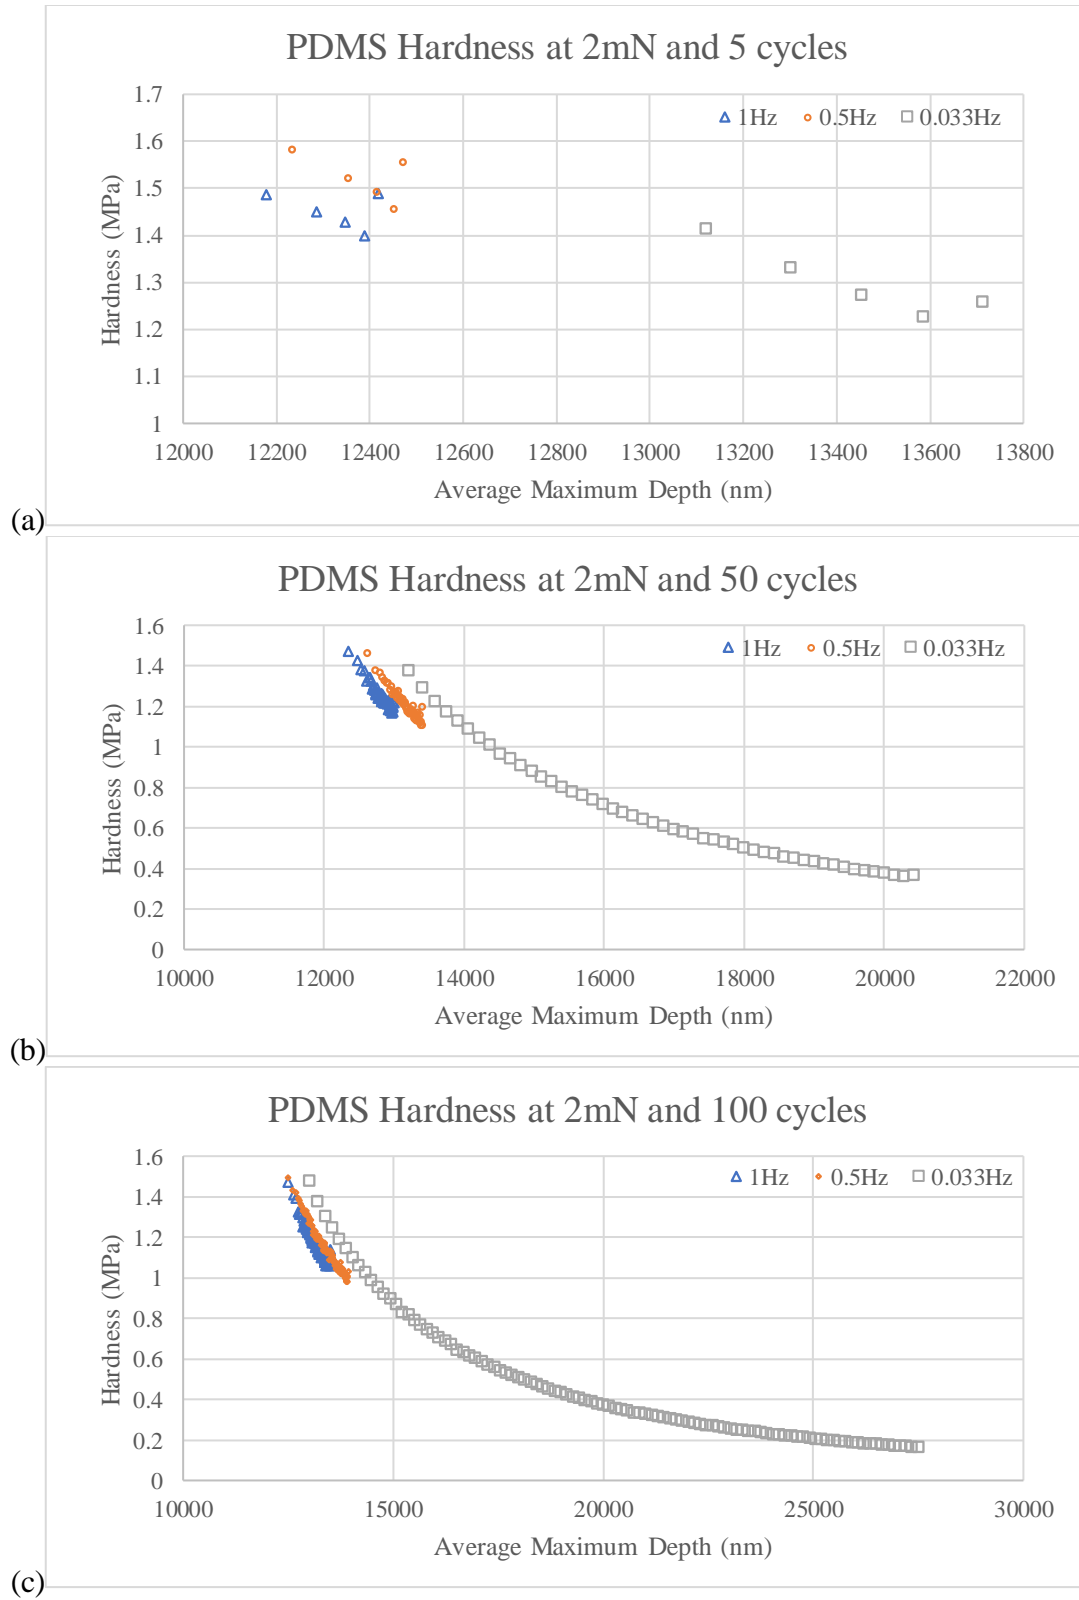 PDMS Hardness at 2mN and 5 cycles
1Hz 0.5Hz 0.033Hz
Hardness (MPa)
1.7
1.6
1.5
1.4
1.3
1.2
1.1
1
12000 12200 12400 12600 12800 13000 13200 13400 13600 13800
Average Maximum Depth (nm)
(a)
PDMS Hardness at 2mN and 50 cycles
1Hz 0.5Hz 0.033Hz
Hardness (MPa)
1.6
1.4
1.2
1
0.8
0.6
0.4
0.2
0
10000 12000 14000 16000 18000 20000 22000
Average Maximum Depth (nm)
(b)
PDMS Hardness at 2mN and 100 cycles
1Hz 0.5Hz 0.033Hz
Hardness (MPa)
1.6
1.4
1.2
1
0.8
0.6
0.4
0.2
0
10000 15000 20000 25000 30000
Average Maximum Depth (nm)
(c)